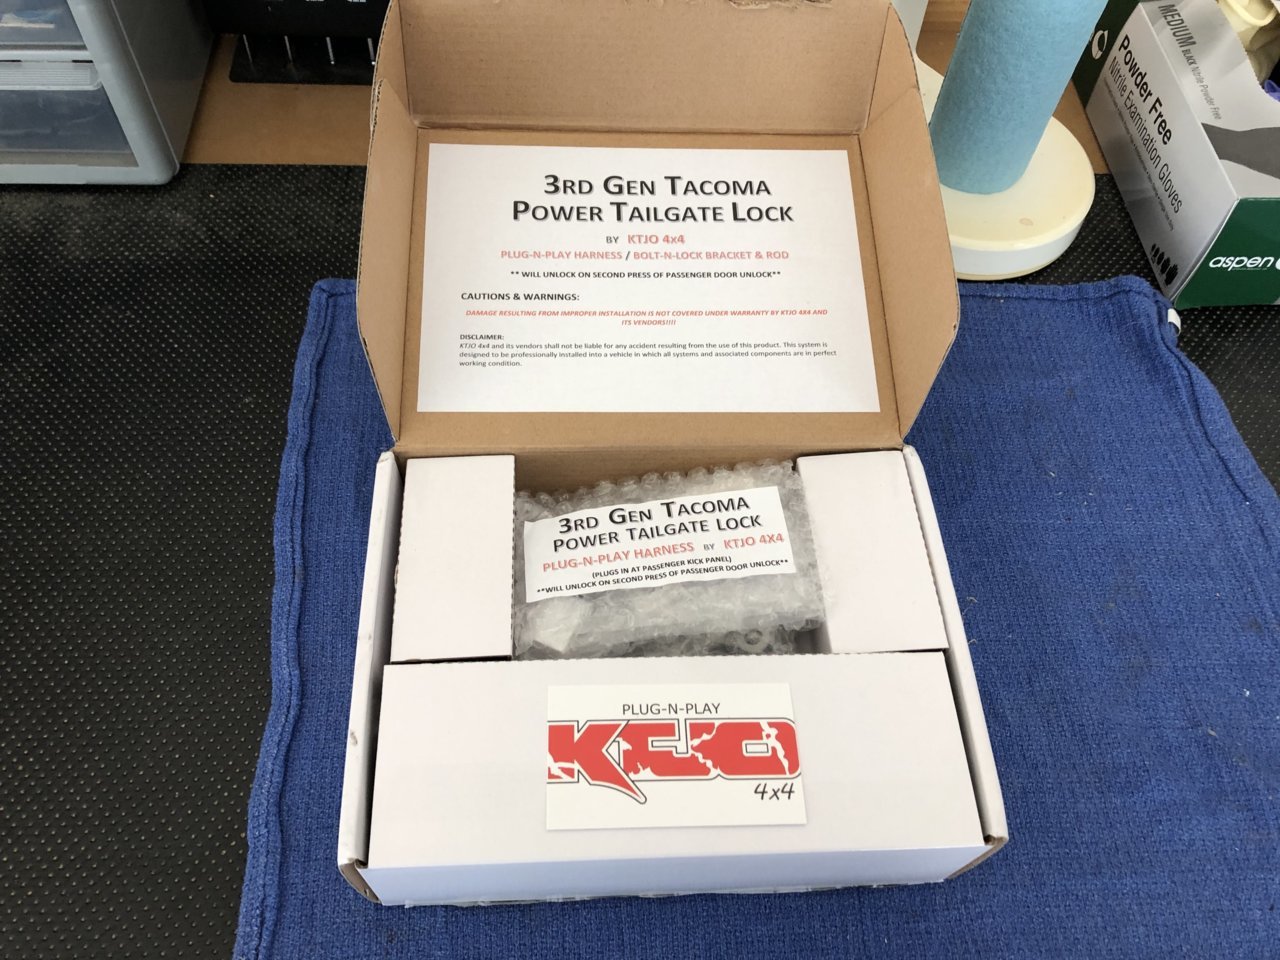 3RD GEN TACOMA
POWER TAILGATE LOCK
BY KTJO 4x4
PLUG-N-PLAY HARNESS / BOLT-N-LOCK BRACKET & ROD
** WILL UNLOCK ON SECOND PRESS OF PASSENGER DOOR UNLOCK**
CAUTIONS & WARNINGS:
DAMAGE RESULTING FROM IMPROPER INSTALLATION IS NOT COVERED UNDER WARRANTY BY KTJO 4X4 AND
ITS VENDORS!!!!
DISCLAIMER:
KTJO 4x4 and its vendors shall not be liable for any accident resulting from the use of this product. This system is
designed to be professionally installed into a vehicle in which all systems and associated components are in perfect
working condition.
3RD GEN TACOMA
POWER TAILGATE LOCK
PLUG-N-PLAY HARNESS BY KTJO 4X4
(PLUGS IN AT PASSENGER KICK PANEL)
**WILL UNLOCK ON SECOND PRESS OF PASSENGER DOOR UNLOCK**
PLUG-N-PLAY
KTJO
4x4
MEDIUM BLACK Nitrile Powder Free
Powder Free
Nitrile Examination Gloves
aspen